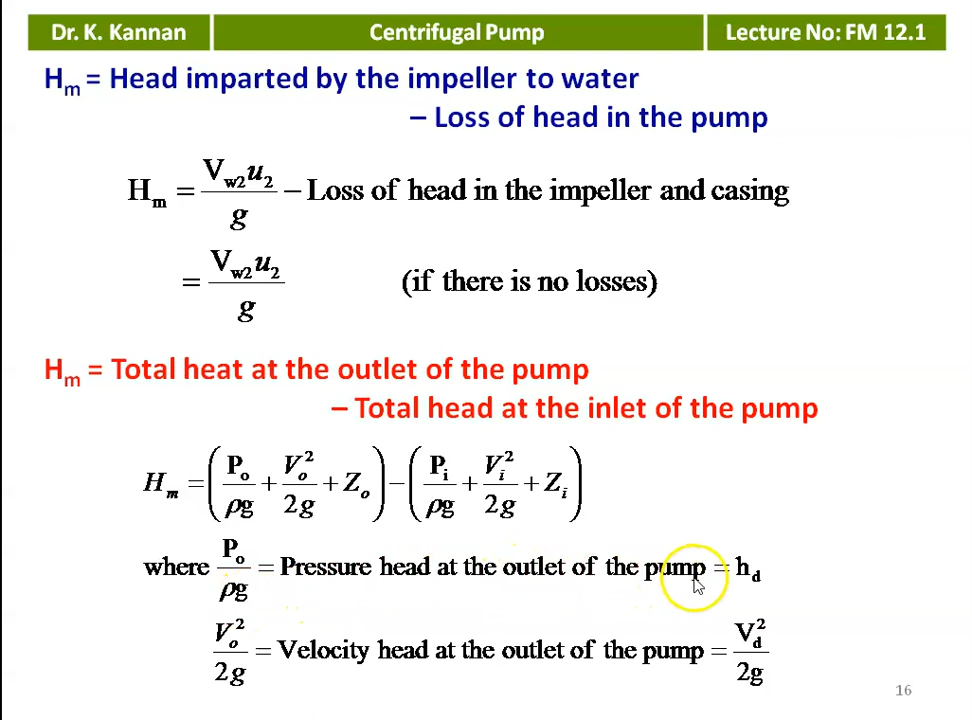 Dr. K. Kannan Centrifugal Pump Lecture No: FM 12.1
Hm = Head imparted by the impeller to water
– Loss of head in the pump
Hm = Vw2u2/g − Loss of head in the impeller and casing
= Vw2u2/g (if there is no losses)
Hm = Total heat at the outlet of the pump
– Total head at the inlet of the pump
Hm = (Po/ρg + Vo²/2g + Zo) − (Pi/ρg + Vi²/2g + Zi)
where Po/ρg = Pressure head at the outlet of the pump = hd
Vo²/2g = Velocity head at the outlet of the pump = Vd²/2g
16